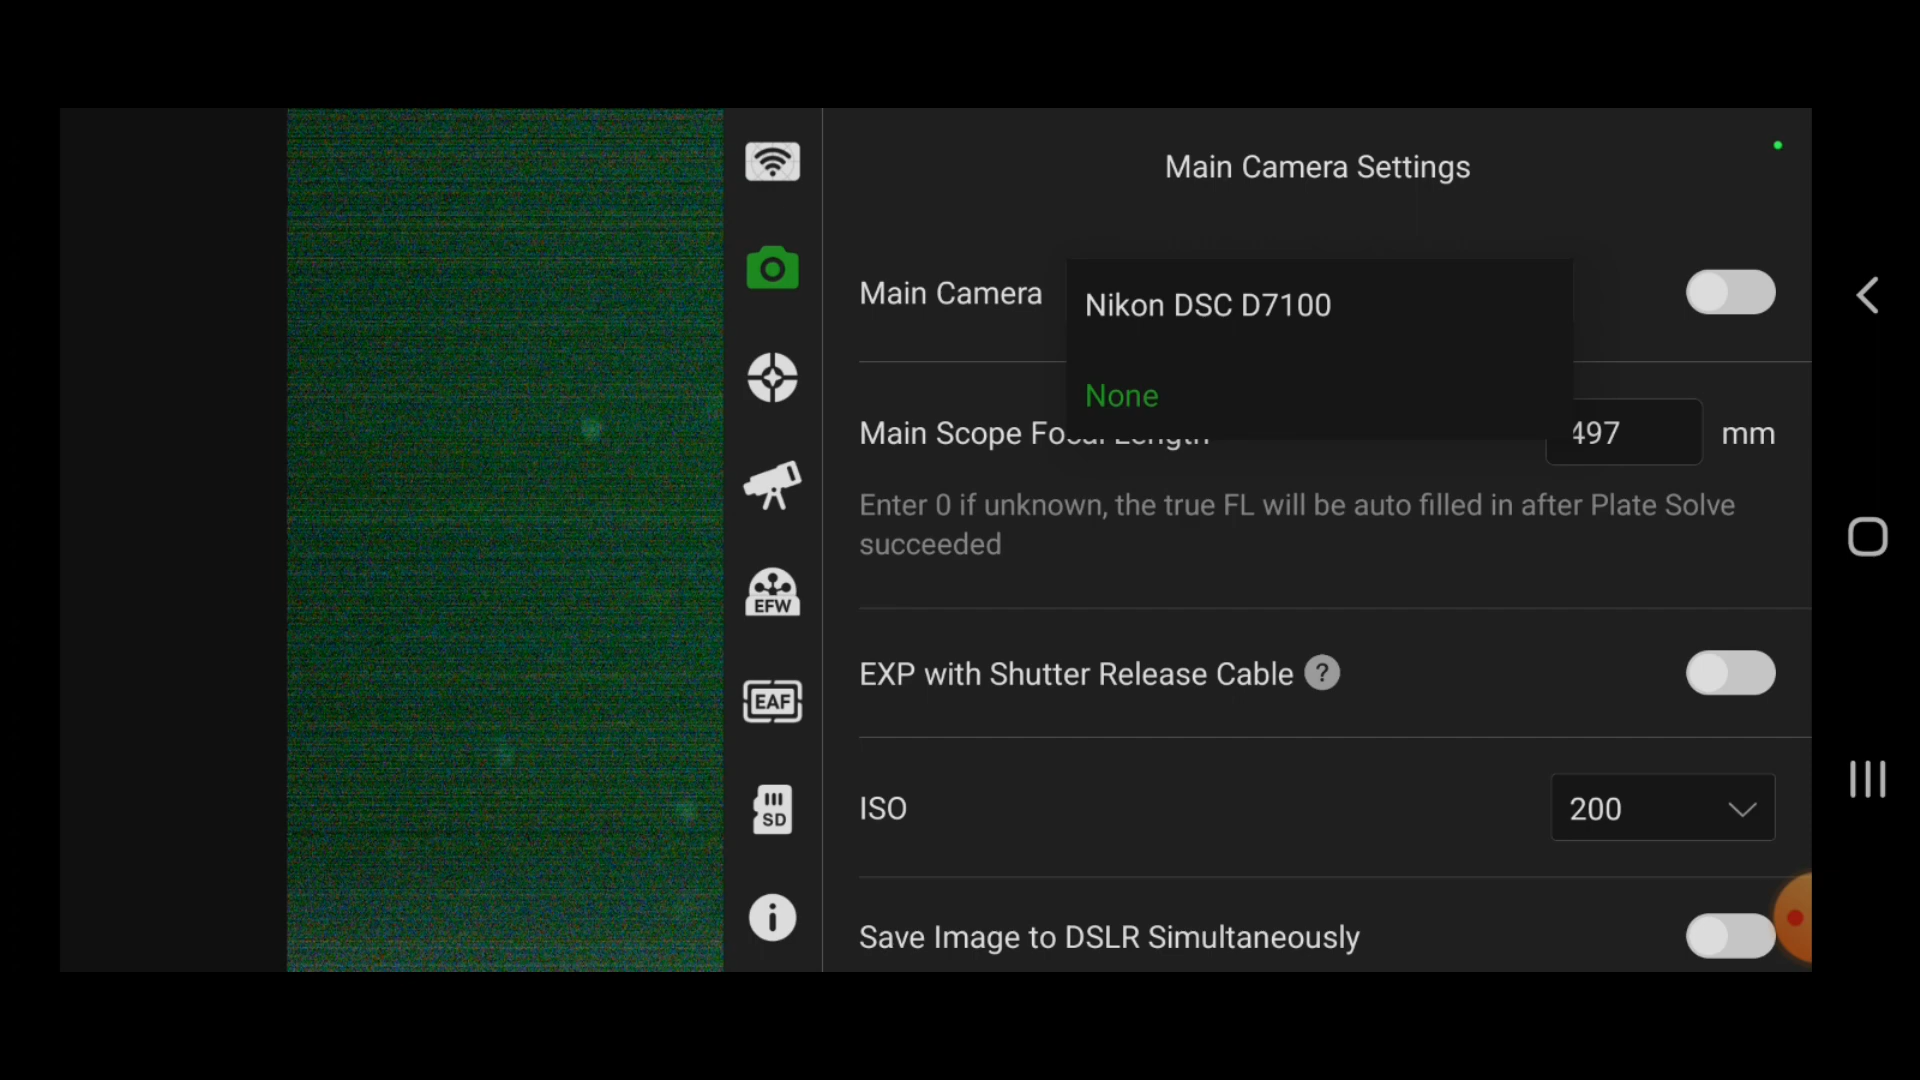 Main Camera Settings
Main Camera
Nikon DSC D7100
None
Main Scope Focal Length
497 mm
Enter 0 if unknown, the true FL will be auto filled in after Plate Solve
succeeded
EXP with Shutter Release Cable ?
ISO
200
Save Image to DSLR Simultaneously
EFW
EAF
SD
i